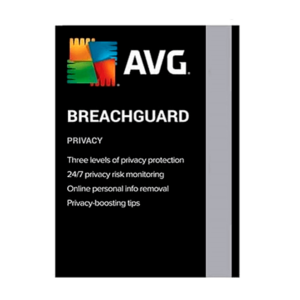 AVG.
BREACHGUARD
PRIVACY
Three levels of privacy protection
24/7 privacy risk monitoring
Online personal info removal
Privacy-boosting tips